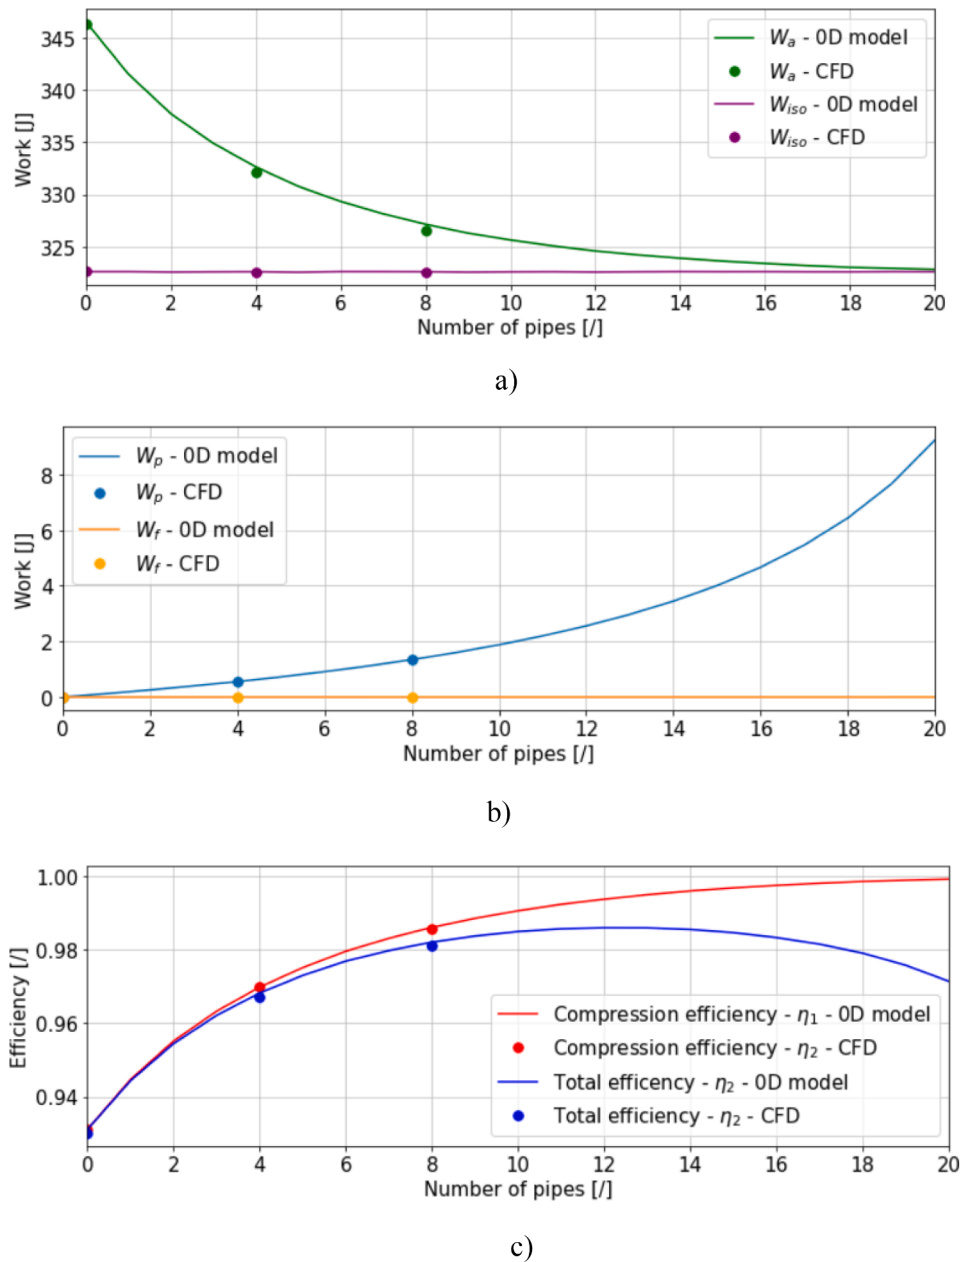 345
340
335
330
325
Work [J]
W_a - 0D model
W_a - CFD
W_iso - 0D model
W_iso - CFD
0 2 4 6 8 10 12 14 16 18 20
Number of pipes [/]
a)
8
6
4
2
0
Work [J]
W_p - 0D model
W_p - CFD
W_f - 0D model
W_f - CFD
0 2 4 6 8 10 12 14 16 18 20
Number of pipes [/]
b)
1.00
0.98
0.96
0.94
Efficiency [/]
Compression efficiency - η_1 - 0D model
Compression efficiency - η_2 - CFD
Total efficency - η_2 - 0D model
Total efficiency - η_2 - CFD
0 2 4 6 8 10 12 14 16 18 20
Number of pipes [/]
c)